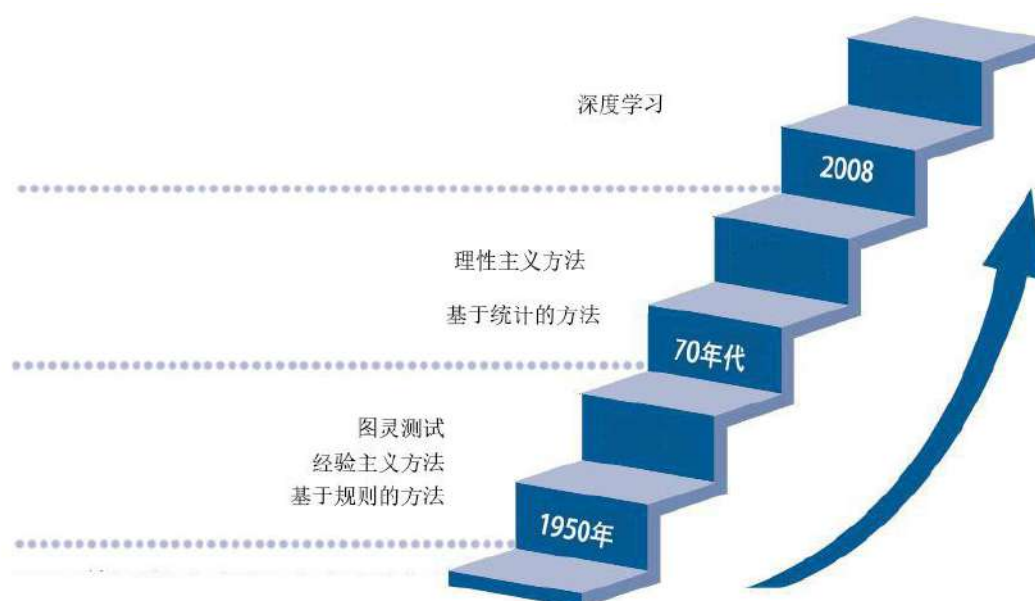 深度学习
2008
理性主义方法
基于统计的方法
70年代
图灵测试
经验主义方法
基于规则的方法
1950年